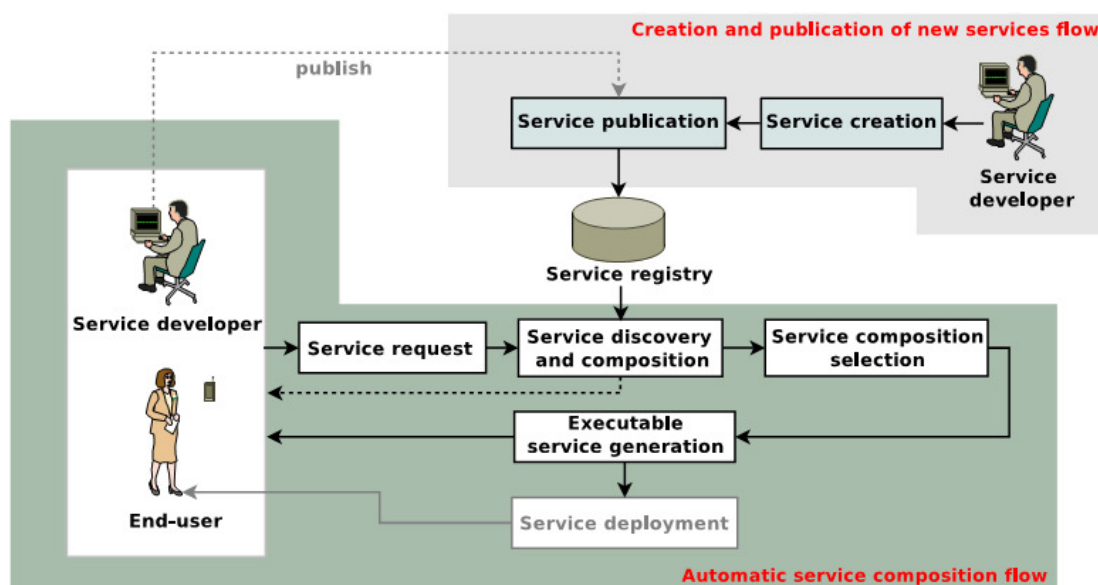 Creation and publication of new services flow
publish
Service publication
Service creation
Service
developer
Service registry
Service developer
Service request
Service discovery
and composition
Service composition
selection
Executable
service generation
End-user
Service deployment
Automatic service composition flow